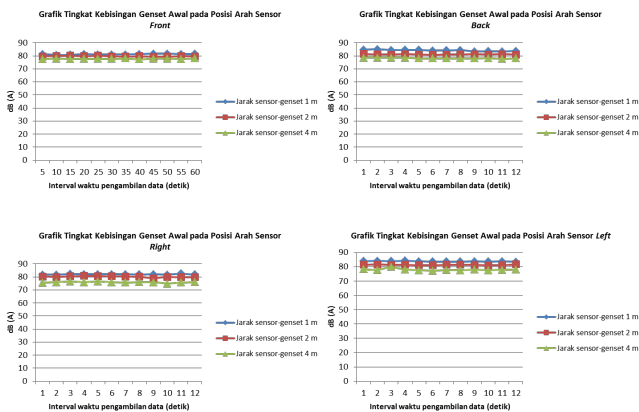 Grafik Tingkat Kebisingan Genset Awal pada Posisi Arah Sensor
Front
90
80
70
60
50
40
30
20
10
0
dB (A)
5 10 15 20 25 30 35 40 45 50 55 60
Interval waktu pengambilan data (detik)
Jarak sensor-genset 1 m
Jarak sensor-genset 2 m
Jarak sensor-genset 4 m
Grafik Tingkat Kebisingan Genset Awal pada Posisi Arah Sensor
Back
90
80
70
60
50
40
30
20
10
0
dB (A)
1 2 3 4 5 6 7 8 9 10 11 12
Interval waktu pengambilan data (detik)
Jarak sensor-genset 1 m
Jarak sensor-genset 2 m
Jarak sensor-genset 4 m
Grafik Tingkat Kebisingan Genset Awal pada Posisi Arah Sensor
Right
90
80
70
60
50
40
30
20
10
0
dB (A)
1 2 3 4 5 6 7 8 9 10 11 12
Interval waktu pengambilan data (detik)
Jarak sensor-genset 1 m
Jarak sensor-genset 2 m
Jarak sensor-genset 4 m
Grafik Tingkat Kebisingan Genset Awal pada Posisi Arah Sensor Left
90
80
70
60
50
40
30
20
10
0
dB (A)
1 2 3 4 5 6 7 8 9 10 11 12
Interval waktu pengambilan data (detik)
Jarak sensor-genset 1 m
Jarak sensor-genset 2 m
Jarak sensor-genset 4 m